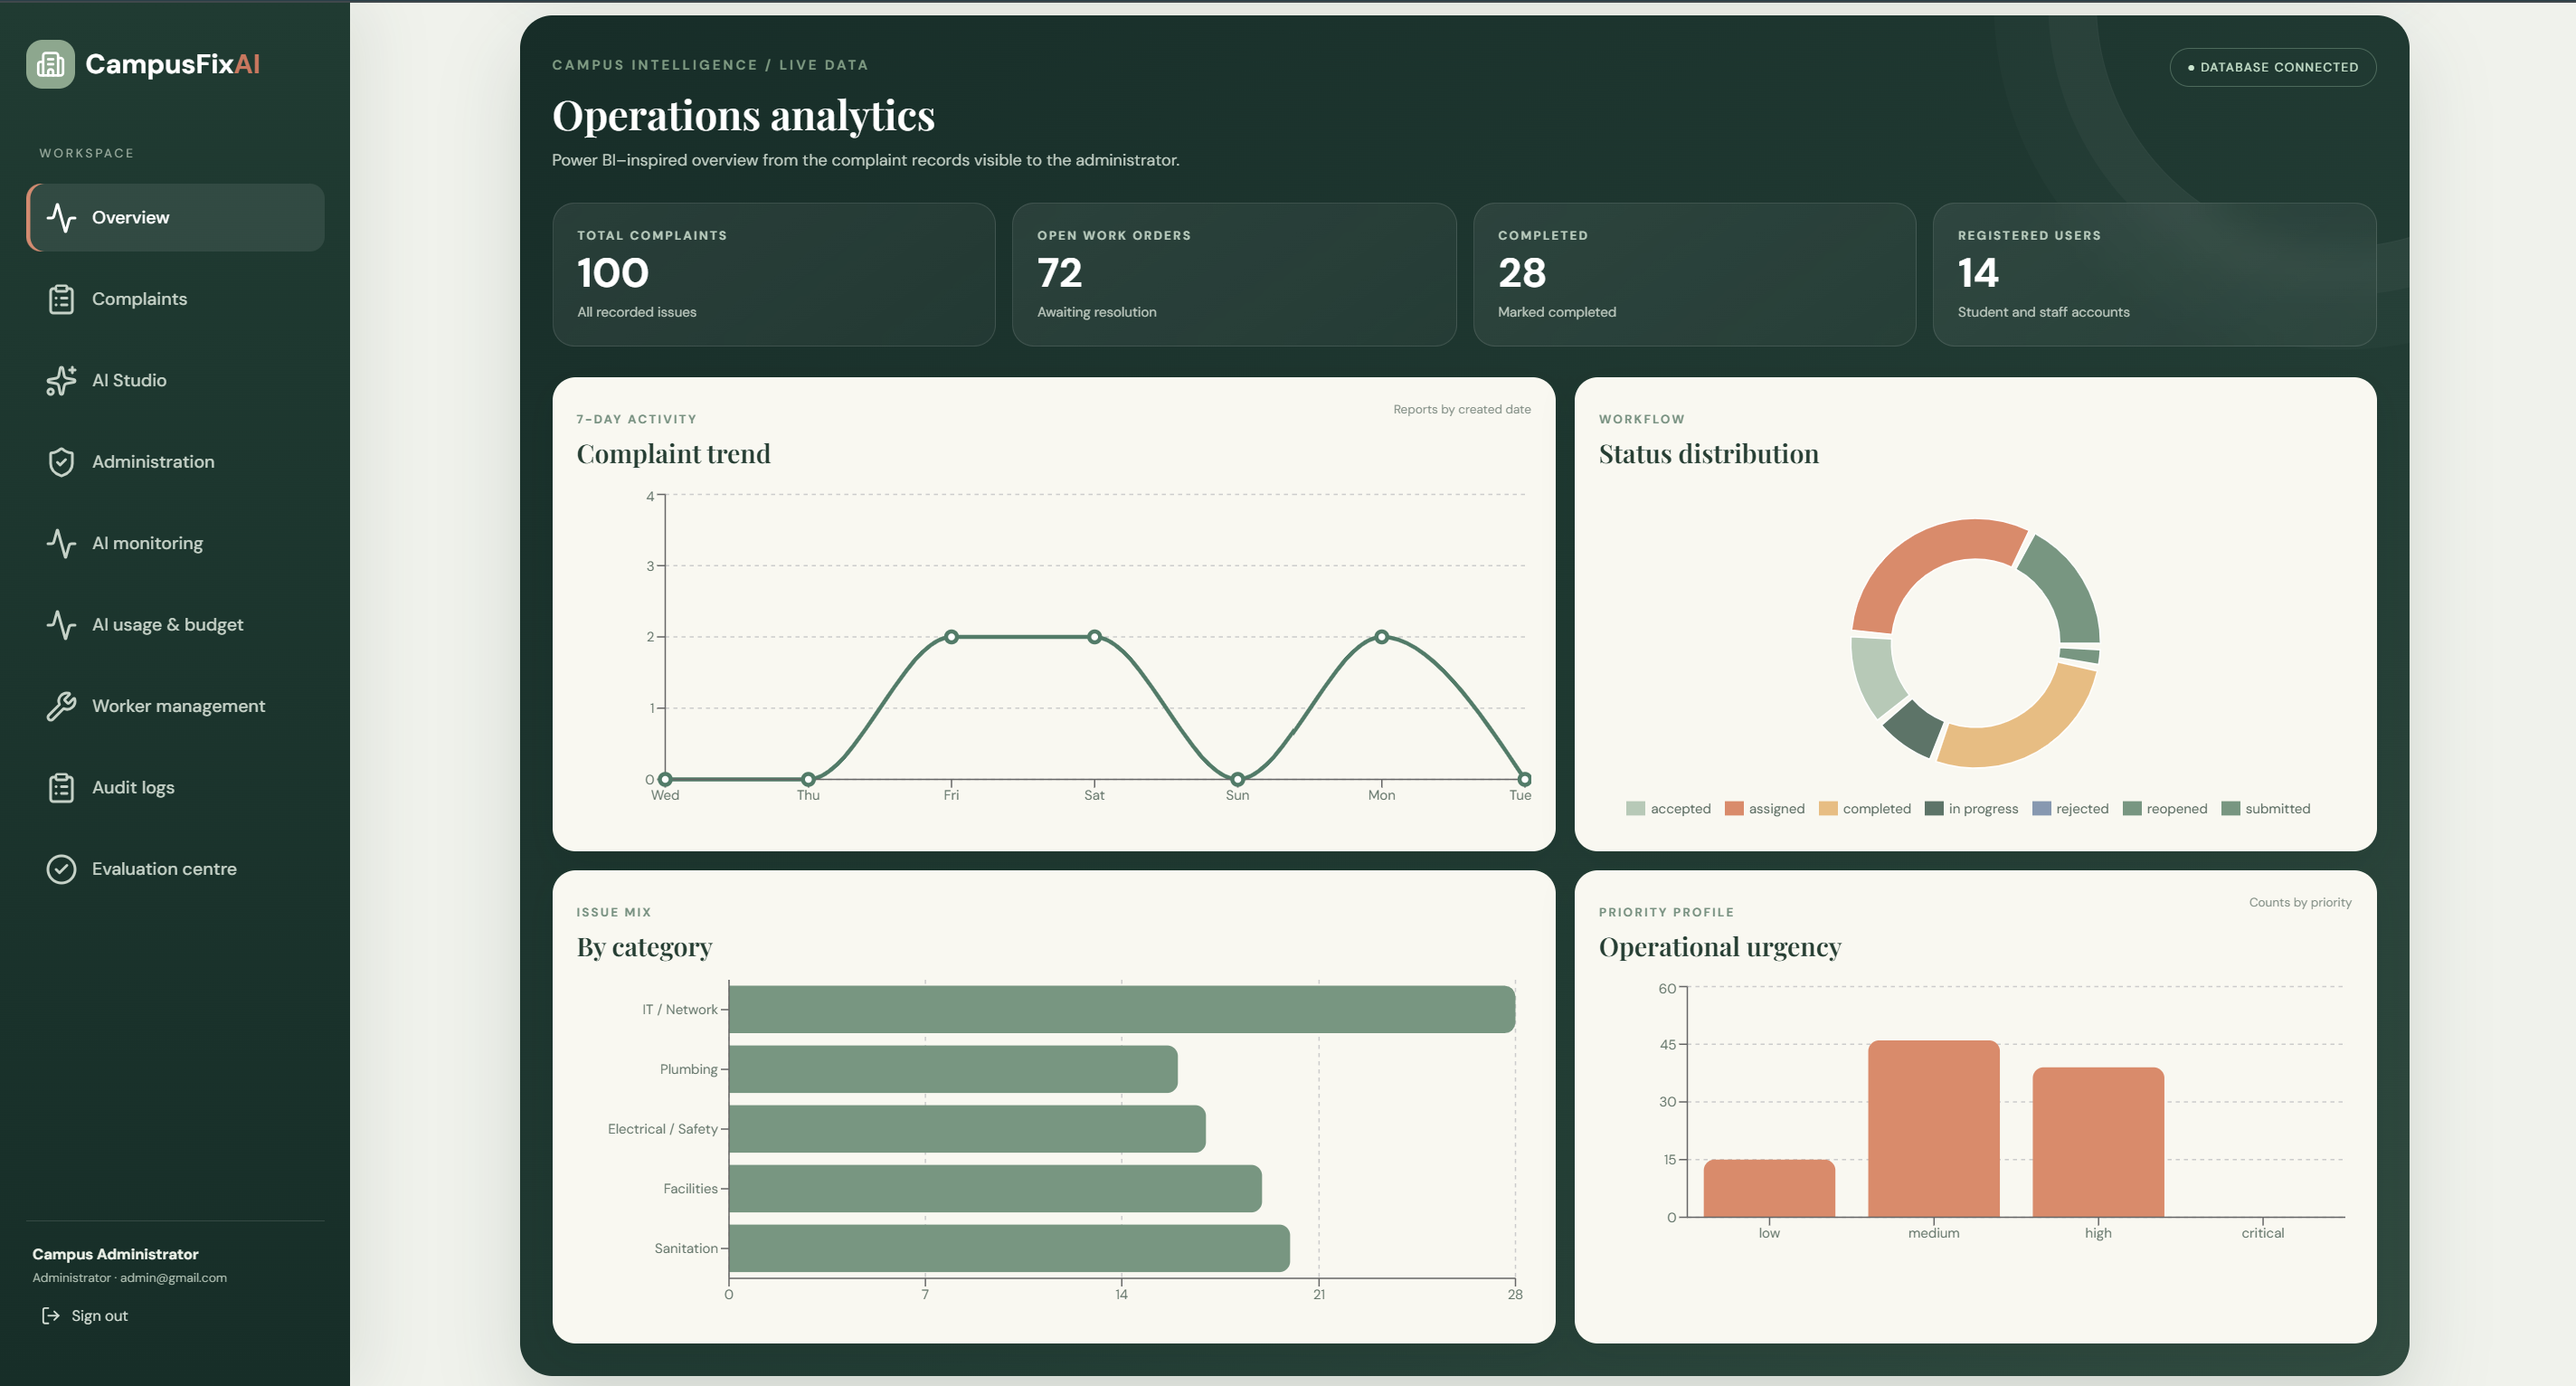 CampusFixAI
WORKSPACE
Overview
Complaints
AI Studio
Administration
AI monitoring
AI usage & budget
Worker management
Audit logs
Evaluation centre
Campus Administrator
Administrator · admin@gmail.com
Sign out
CAMPUS INTELLIGENCE / LIVE DATA
DATABASE CONNECTED
Operations analytics
Power BI–inspired overview from the complaint records visible to the administrator.
TOTAL COMPLAINTS
100
All recorded issues
OPEN WORK ORDERS
72
Awaiting resolution
COMPLETED
28
Marked completed
REGISTERED USERS
14
Student and staff accounts
7-DAY ACTIVITY
Reports by created date
Complaint trend
4
3
2
1
0
Wed Thu Fri Sat Sun Mon Tue
WORKFLOW
Status distribution
accepted assigned completed in progress rejected reopened submitted
ISSUE MIX
By category
IT / Network
Plumbing
Electrical / Safety
Facilities
Sanitation
0 7 14 21 28
PRIORITY PROFILE
Counts by priority
Operational urgency
60
45
30
15
0
low medium high critical